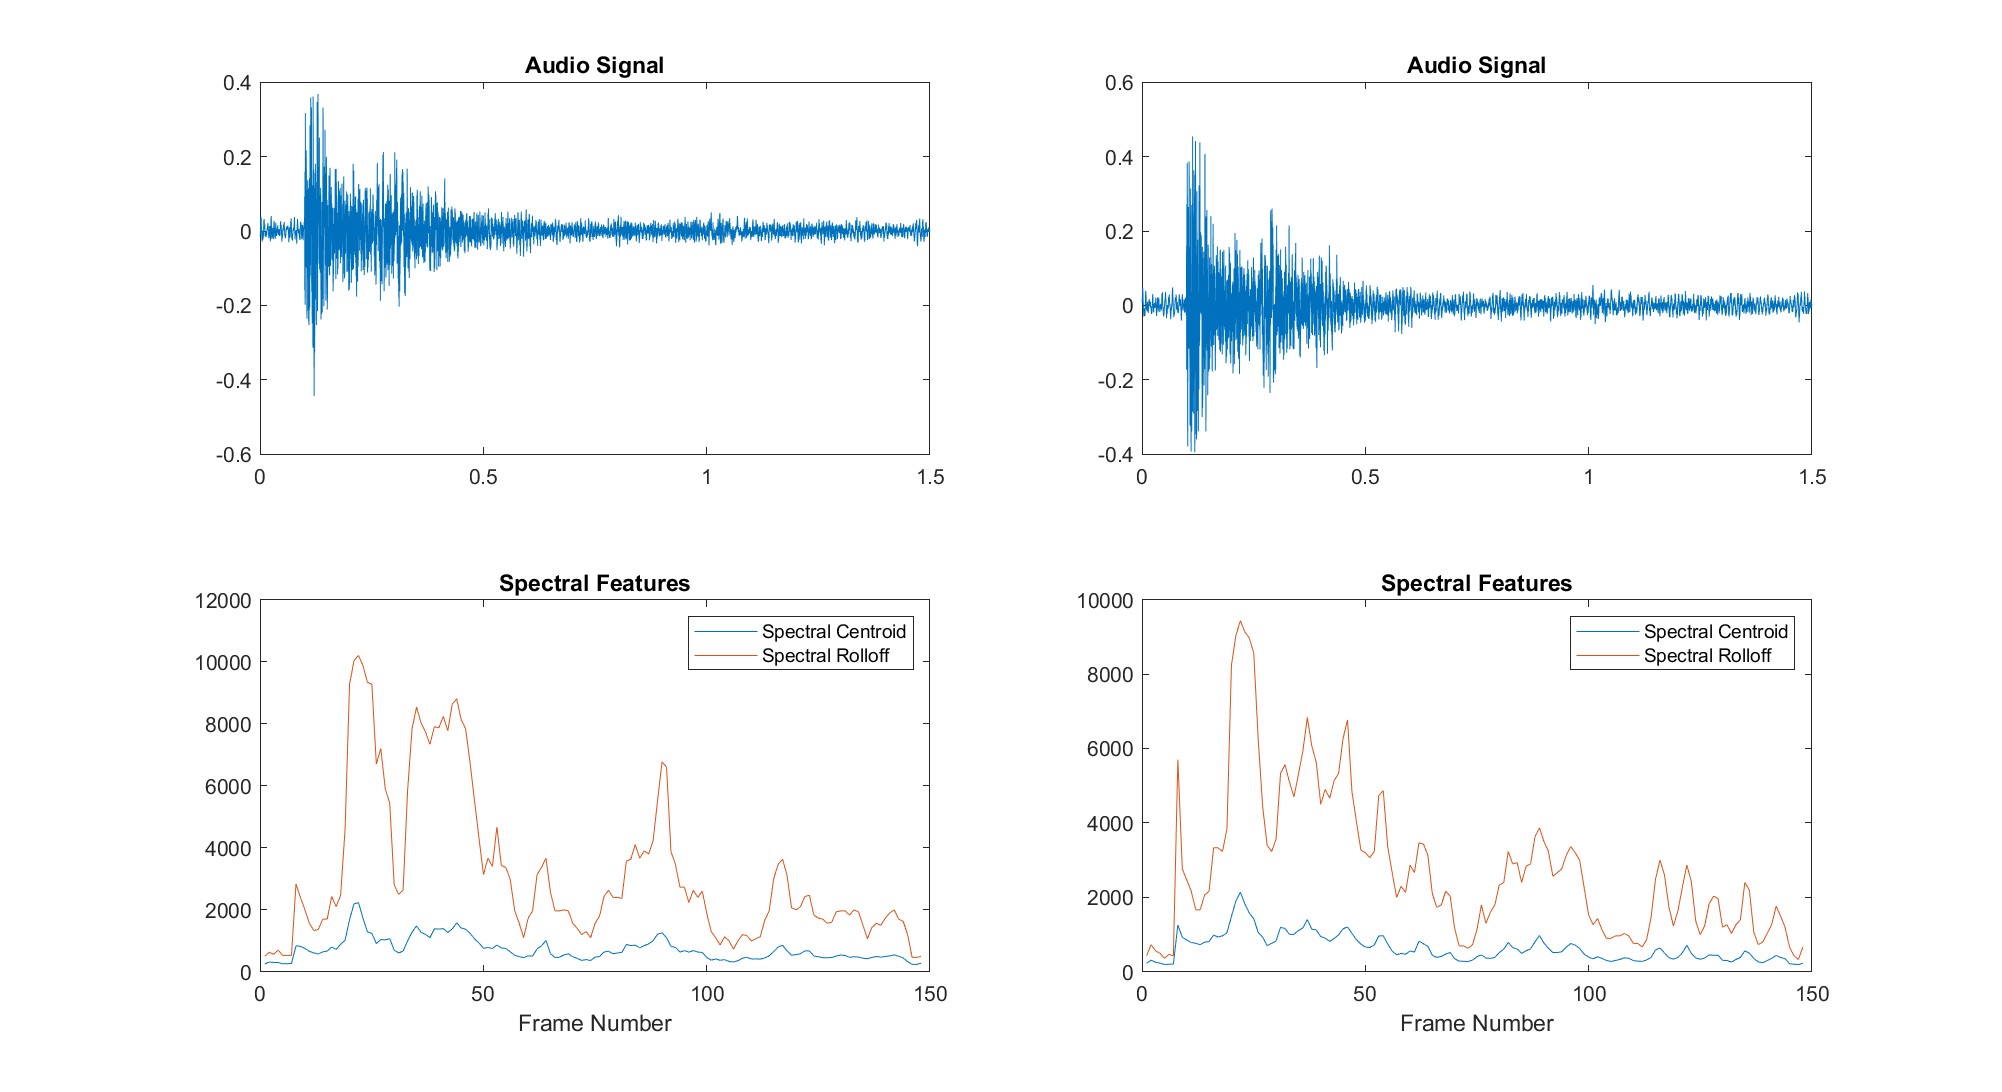 Audio Signal
0.4
0.2
0
-0.2
-0.4
-0.6
0 0.5 1 1.5
Audio Signal
0.6
0.4
0.2
0
-0.2
-0.4
0 0.5 1 1.5
Spectral Features
12000
10000
8000
6000
4000
2000
0
Spectral Centroid
Spectral Rolloff
0 50 100 150
Frame Number
Spectral Features
10000
8000
6000
4000
2000
0
Spectral Centroid
Spectral Rolloff
0 50 100 150
Frame Number